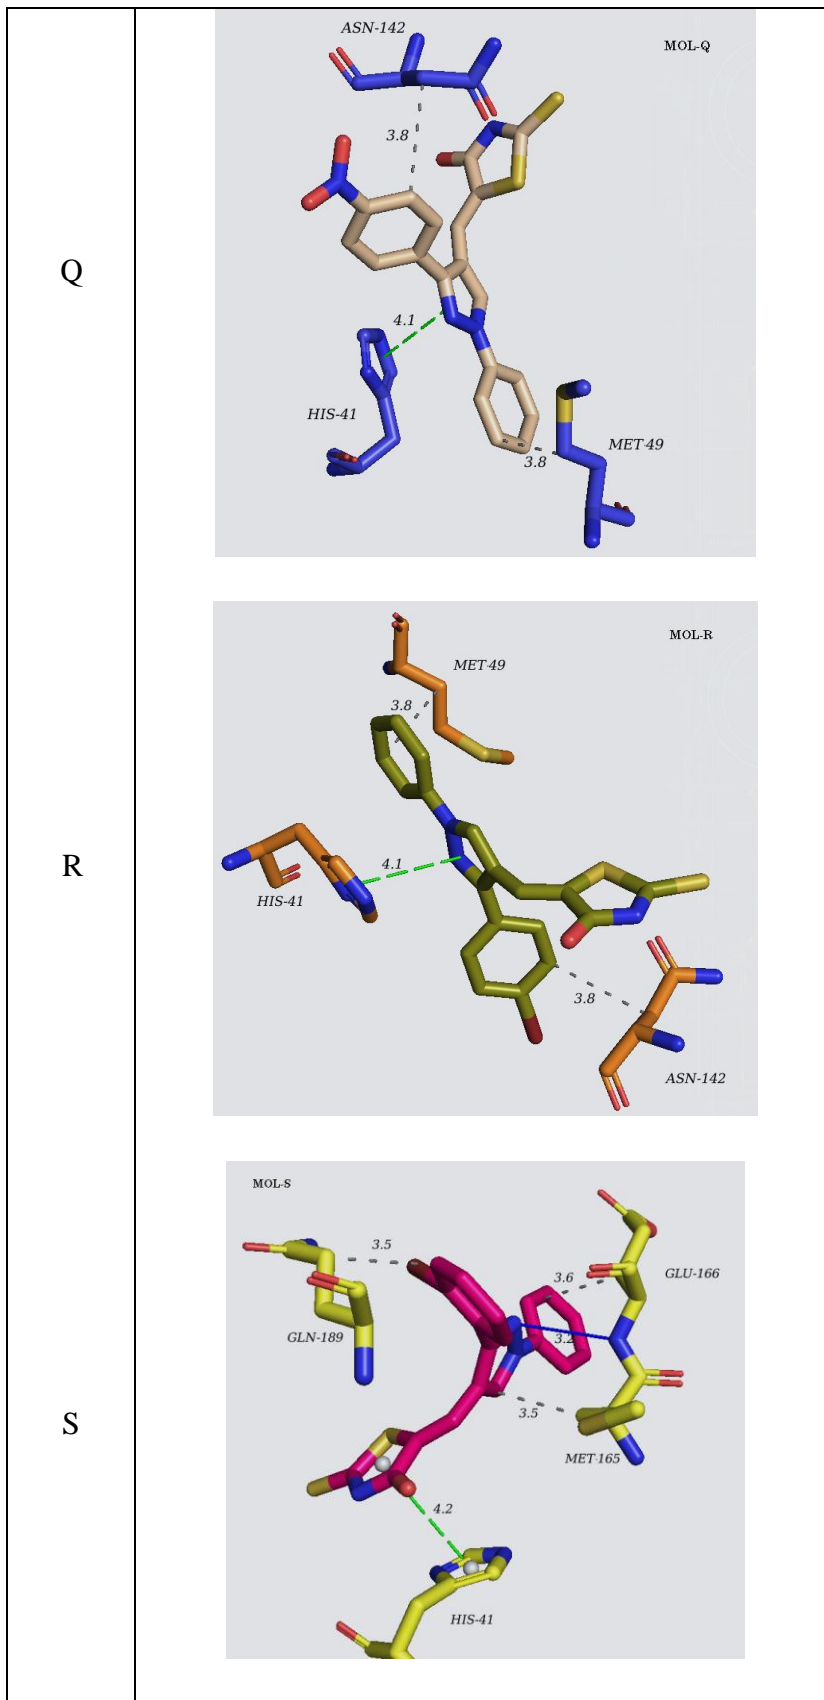 Q
MOL-Q
ASN-142
3.8
4.1
HIS-41
3.8
MET-49
R
MOL-R
MET-49
3.8
4.1
HIS-41
3.8
ASN-142
S
MOL-S
3.5
GLU-166
3.6
GLN-189
3.2
3.5
MET-165
4.2
HIS-41